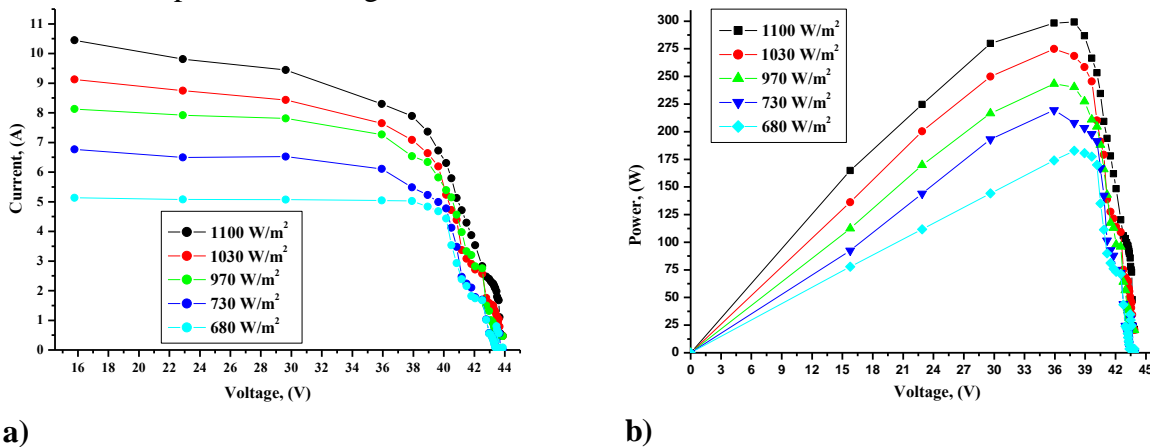 11
10
9
8
7
6
5
4
3
2
1
0
Current, (A)
1100 W/m²
1030 W/m²
970 W/m²
730 W/m²
680 W/m²
16 18 20 22 24 26 28 30 32 34 36 38 40 42 44
Voltage, (V)
a)
300
275
250
225
200
175
150
125
100
75
50
25
0
Power, (W)
1100 W/m²
1030 W/m²
970 W/m²
730 W/m²
680 W/m²
0 3 6 9 12 15 18 21 24 27 30 33 36 39 42 45
Voltage, (V)
b)